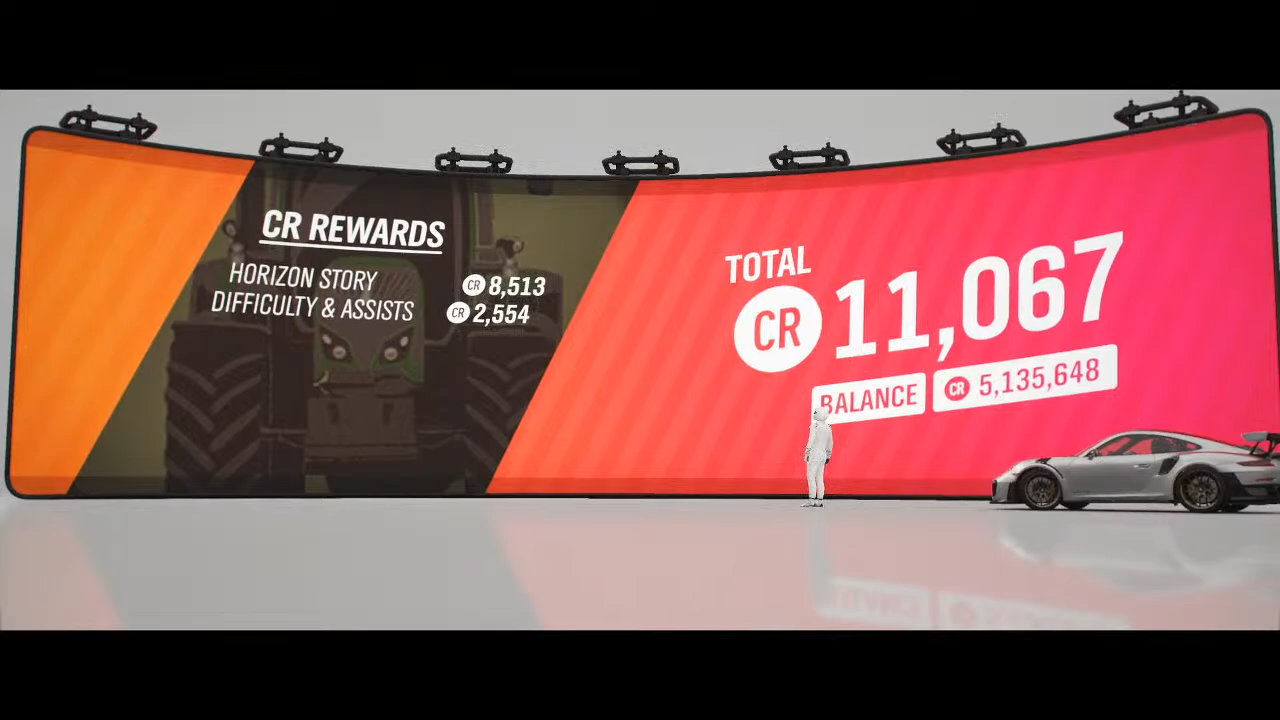 CR REWARDS
HORIZON STORY CR 8,513
DIFFICULTY & ASSISTS CR 2,554
TOTAL
CR 11,067
BALANCE CR 5,135,648